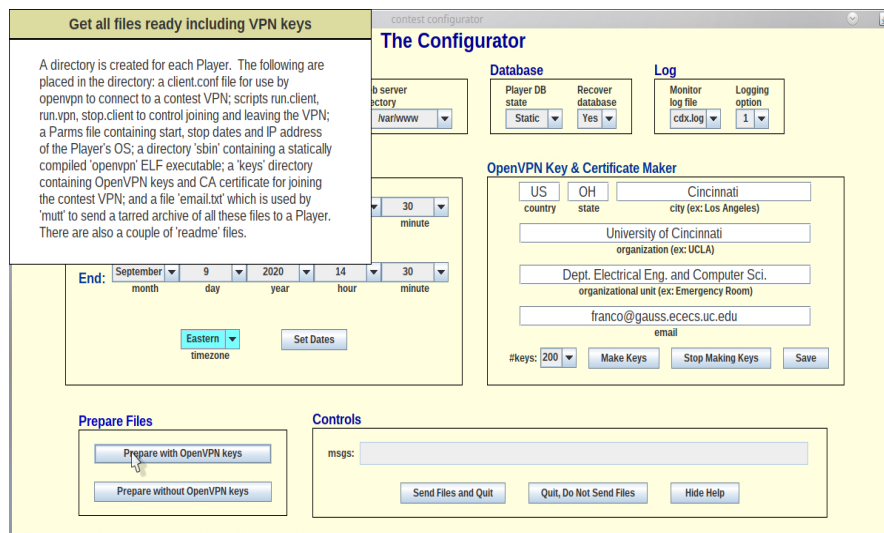 contest configurator
Get all files ready including VPN keys
A directory is created for each Player. The following are
placed in the directory: a client.conf file for use by
openvpn to connect to a contest VPN; scripts run.client,
run.vpn, stop.client to control joining and leaving the VPN;
a Parms file containing start, stop dates and IP address
of the Player's OS; a directory 'sbin' containing a statically
compiled 'openvpn' ELF executable; a 'keys' directory
containing OpenVPN keys and CA certificate for joining
the contest VPN; and a file 'email.txt' which is used by
'mutt' to send a tarred archive of all these files to a Player.
There are also a couple of 'readme' files.
The Configurator
server
/var/www
Database
Player DB Recover
state database
Static Yes
Log
Monitor Logging
log file option
cdx.log 1
30
minute
End: September 9 2020 14 30
month day year hour minute
Eastern Set Dates
timezone
OpenVPN Key & Certificate Maker
US OH Cincinnati
country state city (ex: Los Angeles)
University of Cincinnati
organization (ex: UCLA)
Dept. Electrical Eng. and Computer Sci.
organizational unit (ex: Emergency Room)
franco@gauss.ececs.uc.edu
email
#keys: 200 Make Keys Stop Making Keys Save
Prepare Files
Prepare with OpenVPN keys
Prepare without OpenVPN keys
Controls
msgs:
Send Files and Quit Quit, Do Not Send Files Hide Help